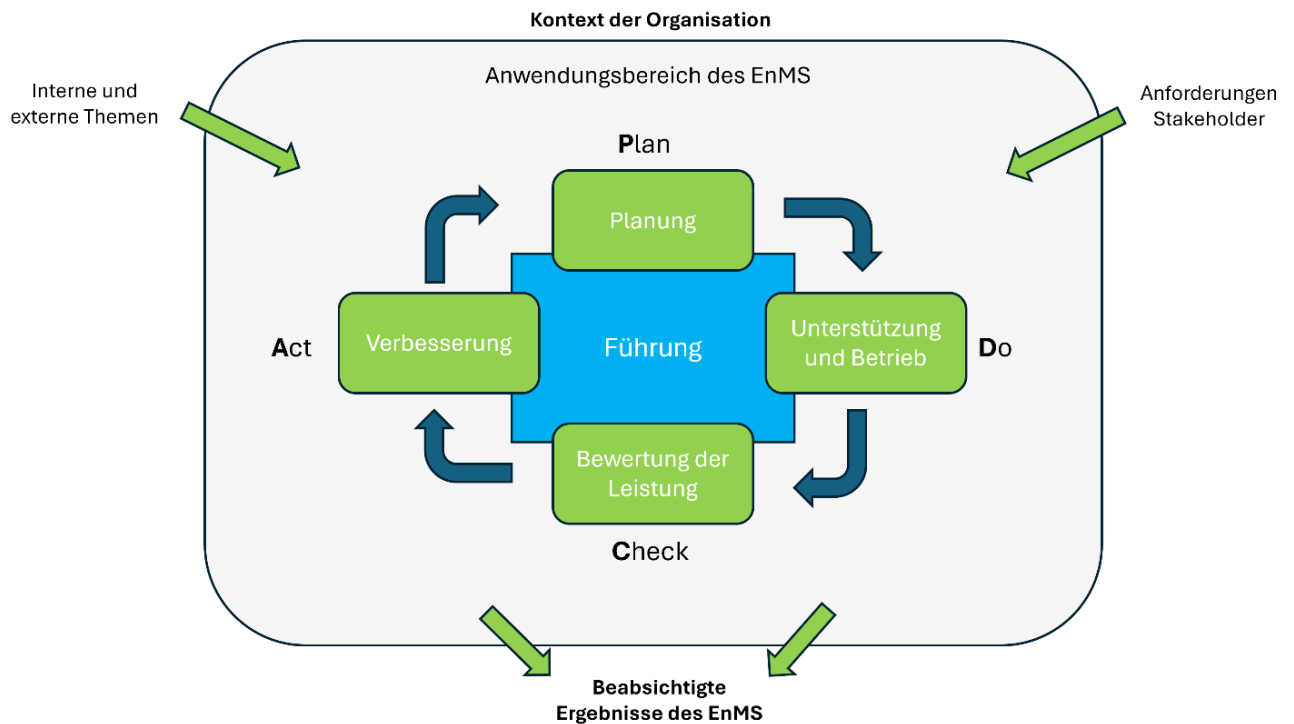 Kontext der Organisation
Anwendungsbereich des EnMS
Interne und
externe Themen
Anforderungen
Stakeholder
Plan
Planung
Act
Verbesserung
Führung
Unterstützung
und Betrieb
Do
Bewertung der
Leistung
Check
Beabsichtigte
Ergebnisse des EnMS